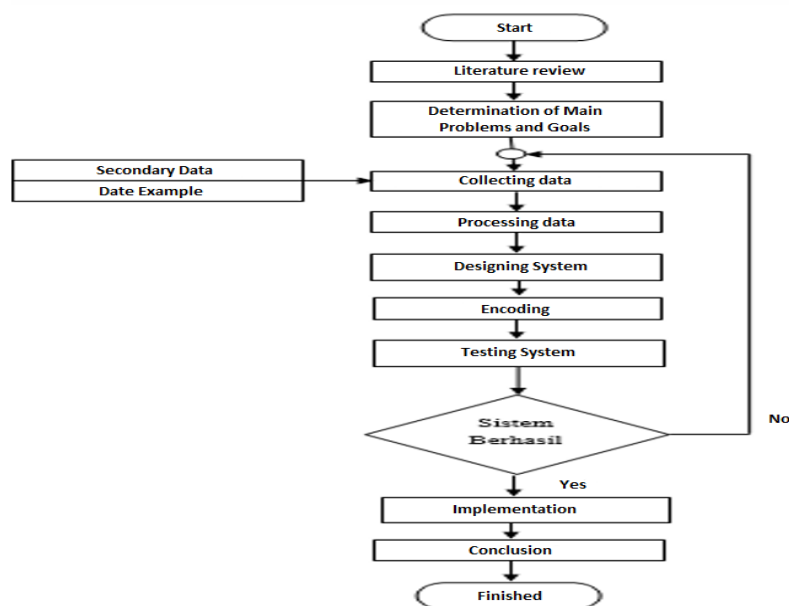 Start
Literature review
Determination of Main
Problems and Goals
Secondary Data
Date Example
Collecting data
Processing data
Designing System
Encoding
Testing System
Sistem
Berhasil
No
Yes
Implementation
Conclusion
Finished